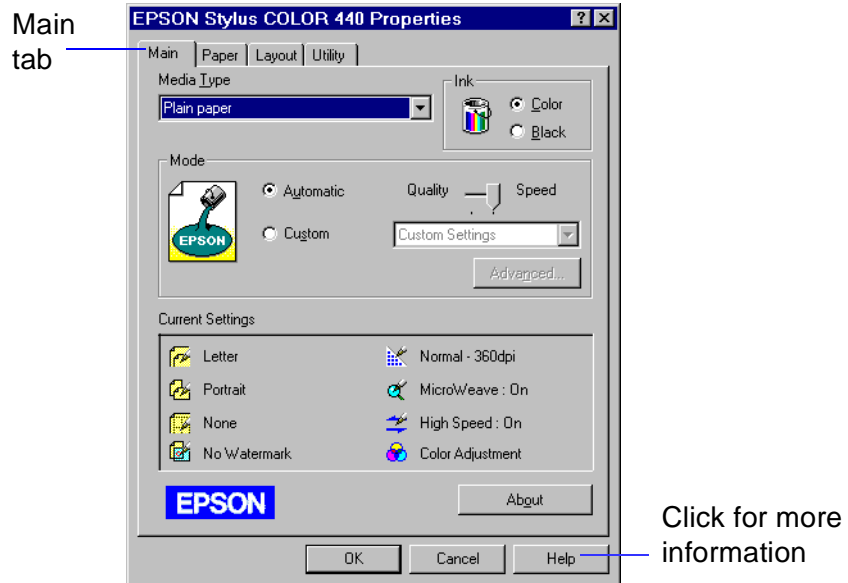 Main
tab
EPSON Stylus COLOR 440 Properties
Main Paper Layout Utility
Media Type
Plain paper
Ink
Color
Black
Mode
EPSON
Automatic
Custom
Quality Speed
Custom Settings
Advanced...
Current Settings
Letter
Portrait
None
No Watermark
Normal - 360dpi
MicroWeave : On
High Speed : On
Color Adjustment
EPSON
About
OK Cancel Help
Click for more
information